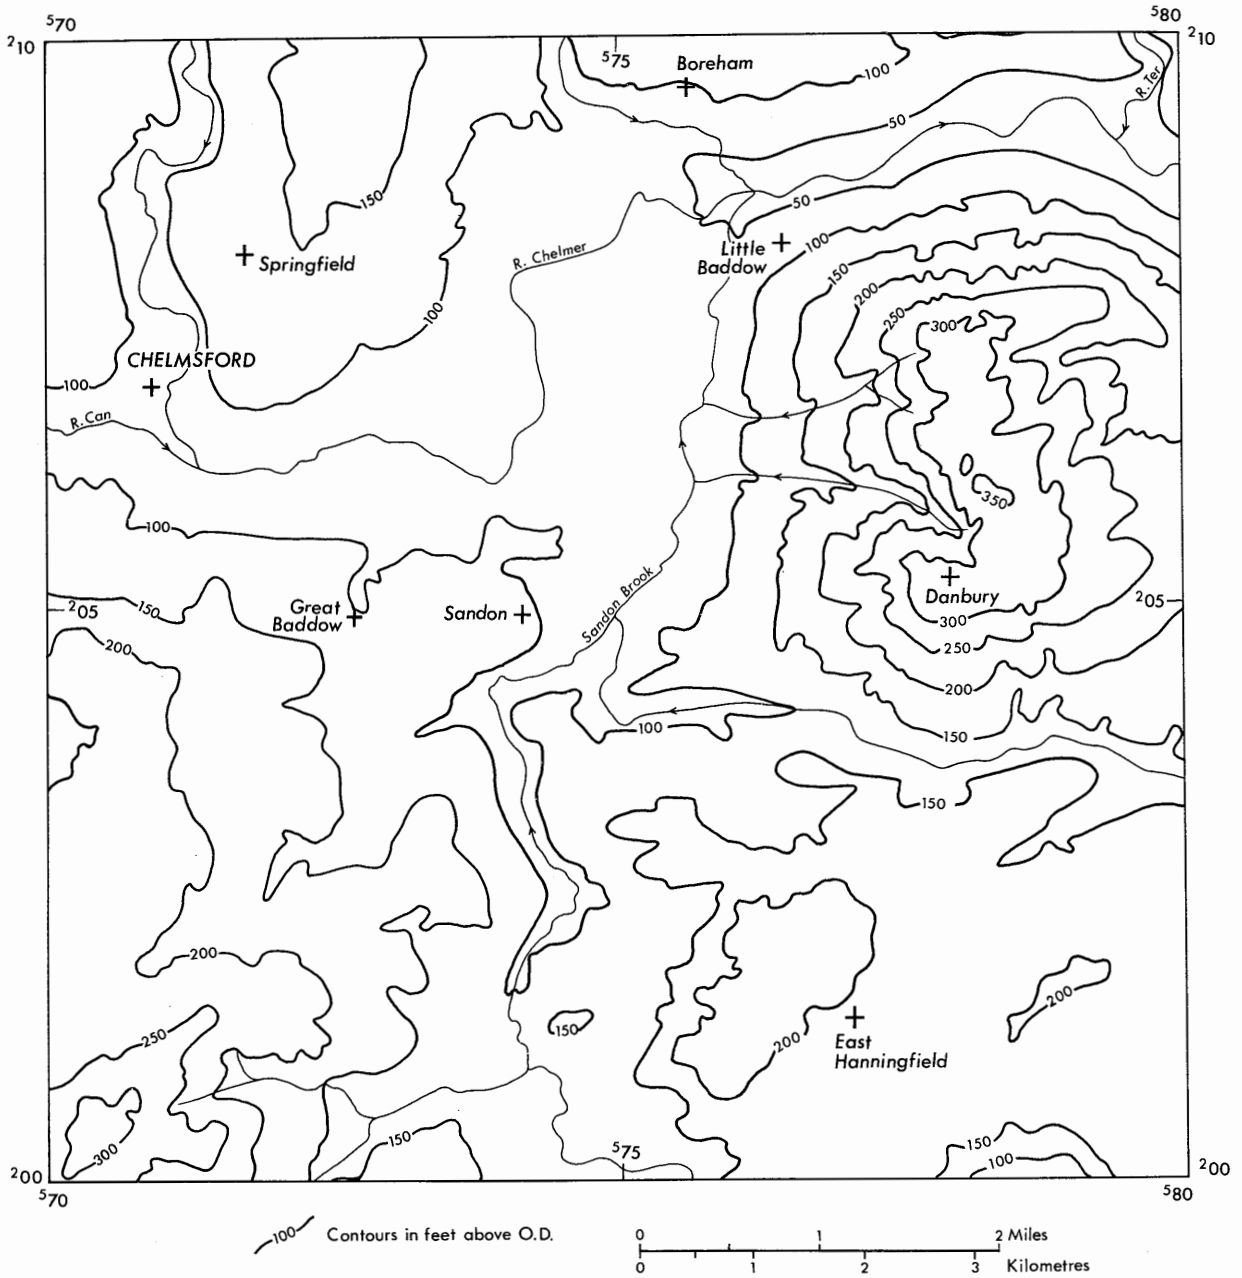 570
580
210
210
575
Boreham
100
R. Ter
50
150
Springfield
R. Chelmer
50
Little
Baddow
100
150
200
250
300
100
CHELMSFORD
100
R. Can
350
100
Sandon Brook
150
205
Great
Baddow
Sandon
Danbury
205
300
250
200
200
100
150
150
200
250
150
200
200
East
Hanningfield
300
150
575
150
100
200
200
570
580
100 Contours in feet above O.D.
0 1 2 Miles
0 1 2 3 Kilometres